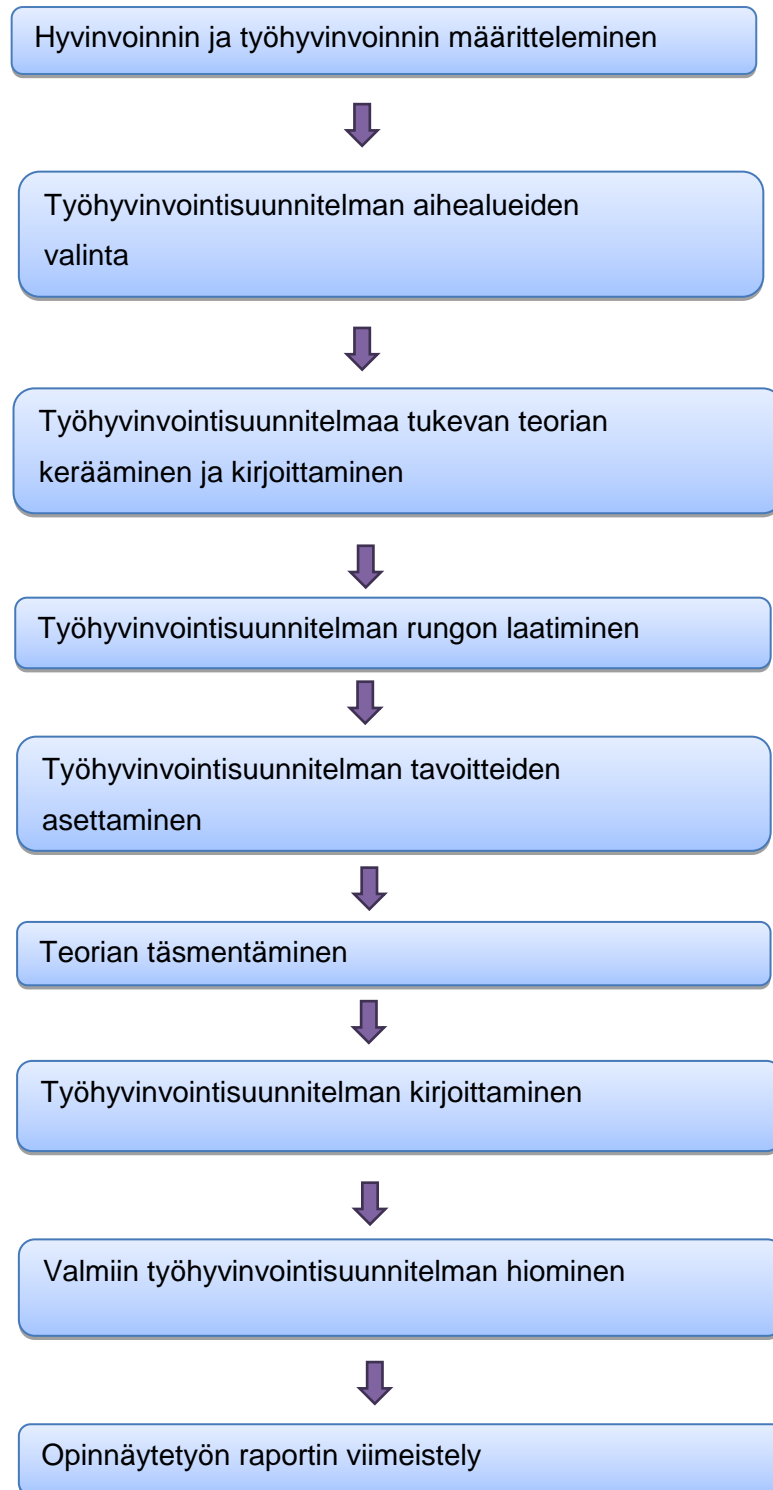 Hyvinvoinnin ja työhyvinvoinnin määritteleminen
Työhyvinvointisuunnitelman aihealueiden
valinta
Työhyvinvointisuunnitelmaa tukevan teorian
kerääminen ja kirjoittaminen
Työhyvinvointisuunnitelman rungon laatiminen
Työhyvinvointisuunnitelman tavoitteiden
asettaminen
Teorian täsmentäminen
Työhyvinvointisuunnitelman kirjoittaminen
Valmiin työhyvinvointisuunnitelman hiominen
Opinnäytetyön raportin viimeistely